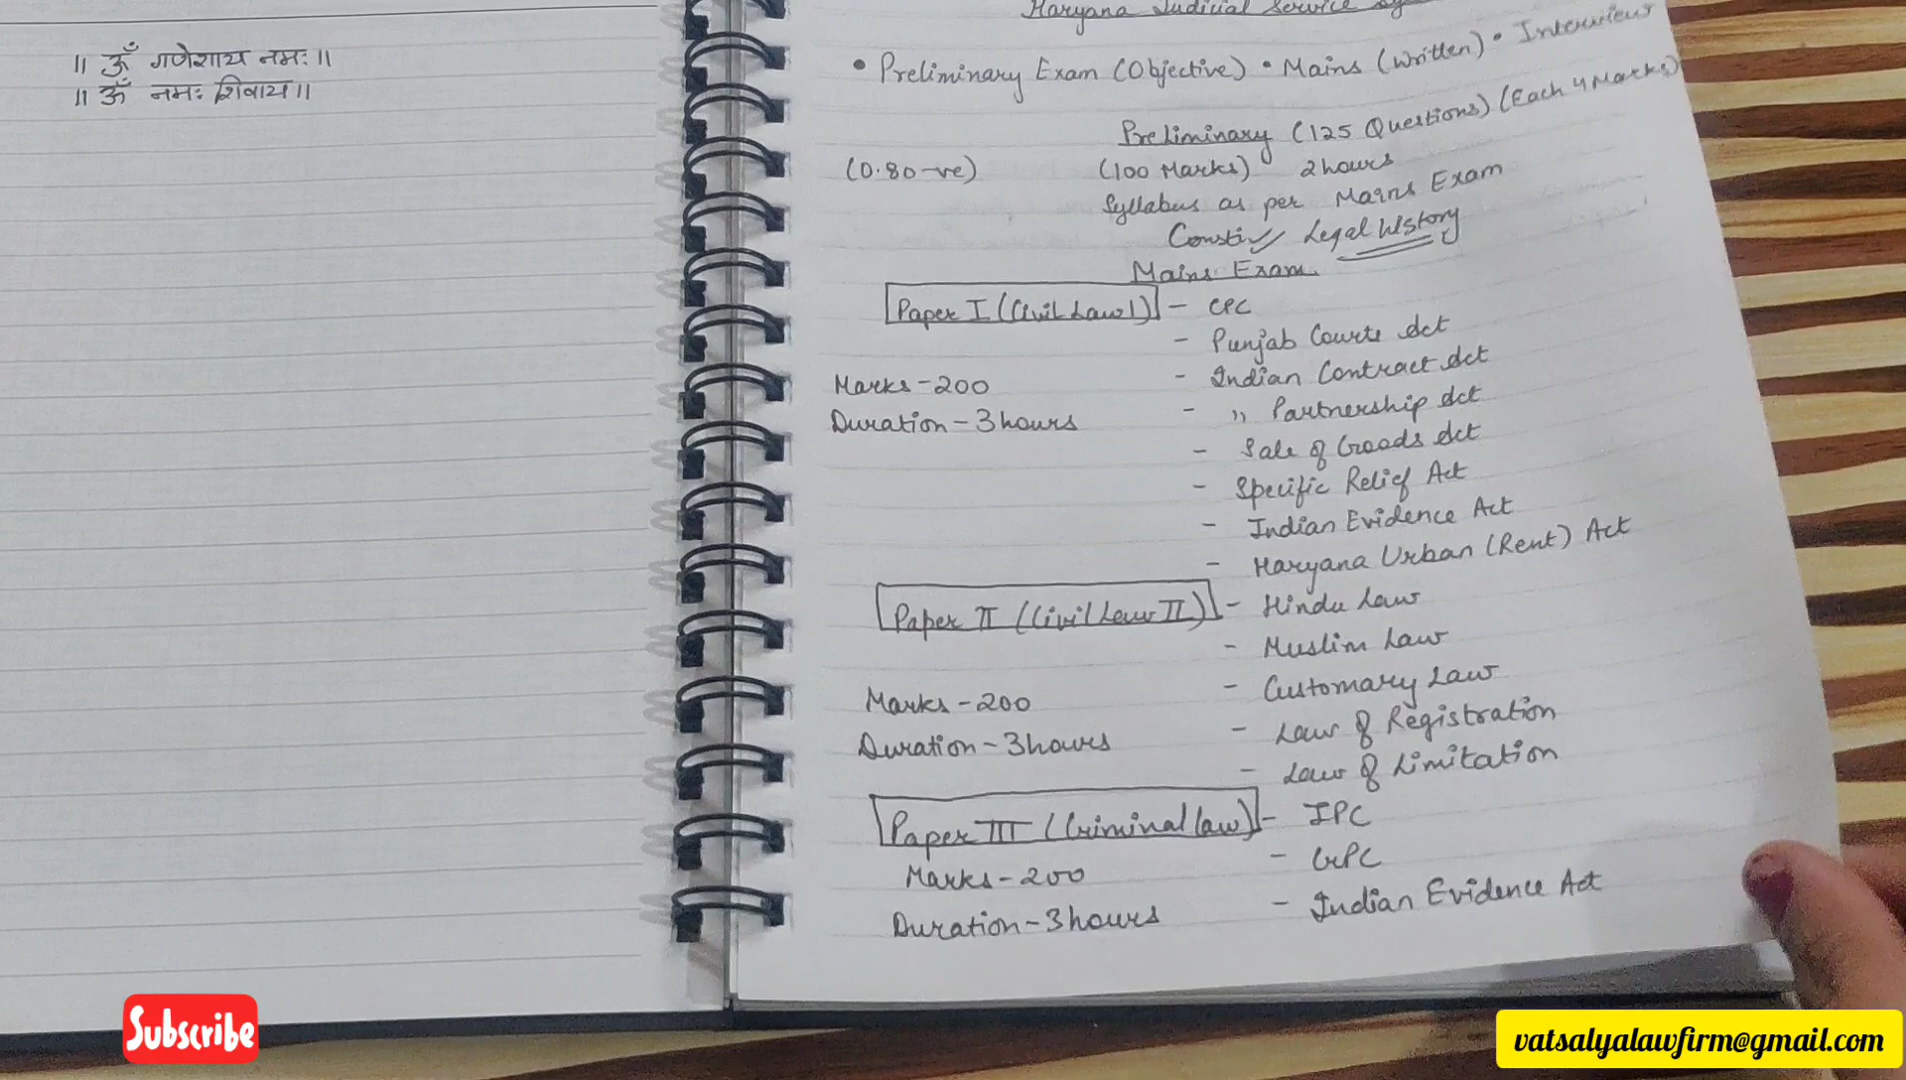 ॥ ॐ गणेशाय नमः ॥
॥ ॐ नमः शिवाय ॥
Haryana Judicial Service
• Preliminary Exam (Objective) • Mains (Written) • Interview
Preliminary (125 Questions) (Each 4 Marks)
(0.80-ve) (100 Marks) 2 hours
Syllabus as per Mains Exam
Consti Legal History
Mains Exam
Paper I (Civil Law I) - CPC
- Punjab Courts Act
- Indian Contract Act
Marks - 200
- " Partnership Act
Duration - 3 hours
- Sale of Goods Act
- Specific Relief Act
- Indian Evidence Act
- Haryana Urban (Rent) Act
Paper II (Civil Law II) - Hindu Law
- Muslim Law
- Customary Law
Marks - 200
- Law of Registration
Duration - 3 hours
- Law of Limitation
Paper III (Criminal Law) - IPC
- CrPC
Marks - 200
- Indian Evidence Act
Duration - 3 hours
Subscribe
vatsalyalawfirm@gmail.com